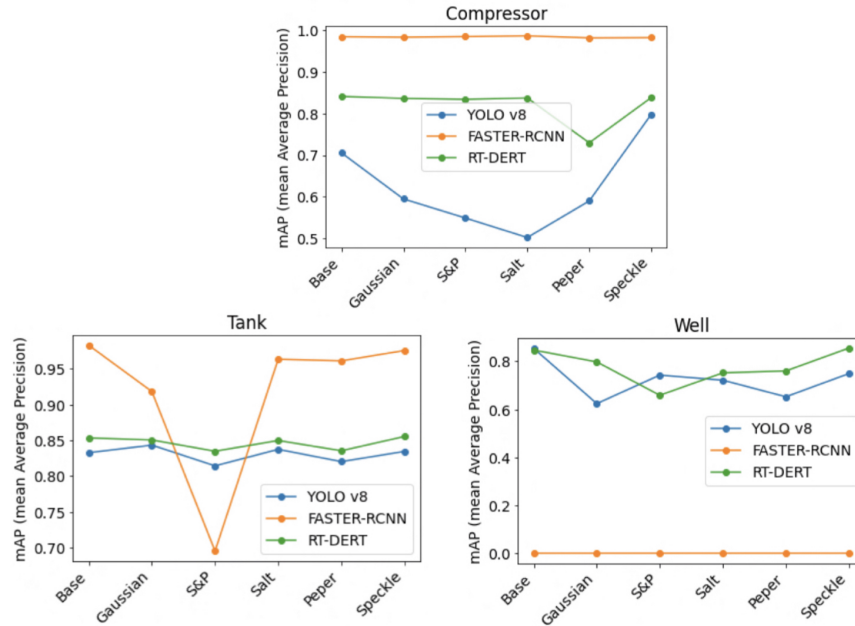 Compressor
mAP (mean Average Precision)
1.0
0.9
0.8
0.7
0.6
0.5
YOLO v8
FASTER-RCNN
RT-DERT
Base
Gaussian
S&P
Salt
Peper
Speckle
Tank
mAP (mean Average Precision)
0.95
0.90
0.85
0.80
0.75
0.70
YOLO v8
FASTER-RCNN
RT-DERT
Base
Gaussian
S&P
Salt
Peper
Speckle
Well
mAP (mean Average Precision)
0.8
0.6
0.4
0.2
0.0
YOLO v8
FASTER-RCNN
RT-DERT
Base
Gaussian
S&P
Salt
Peper
Speckle